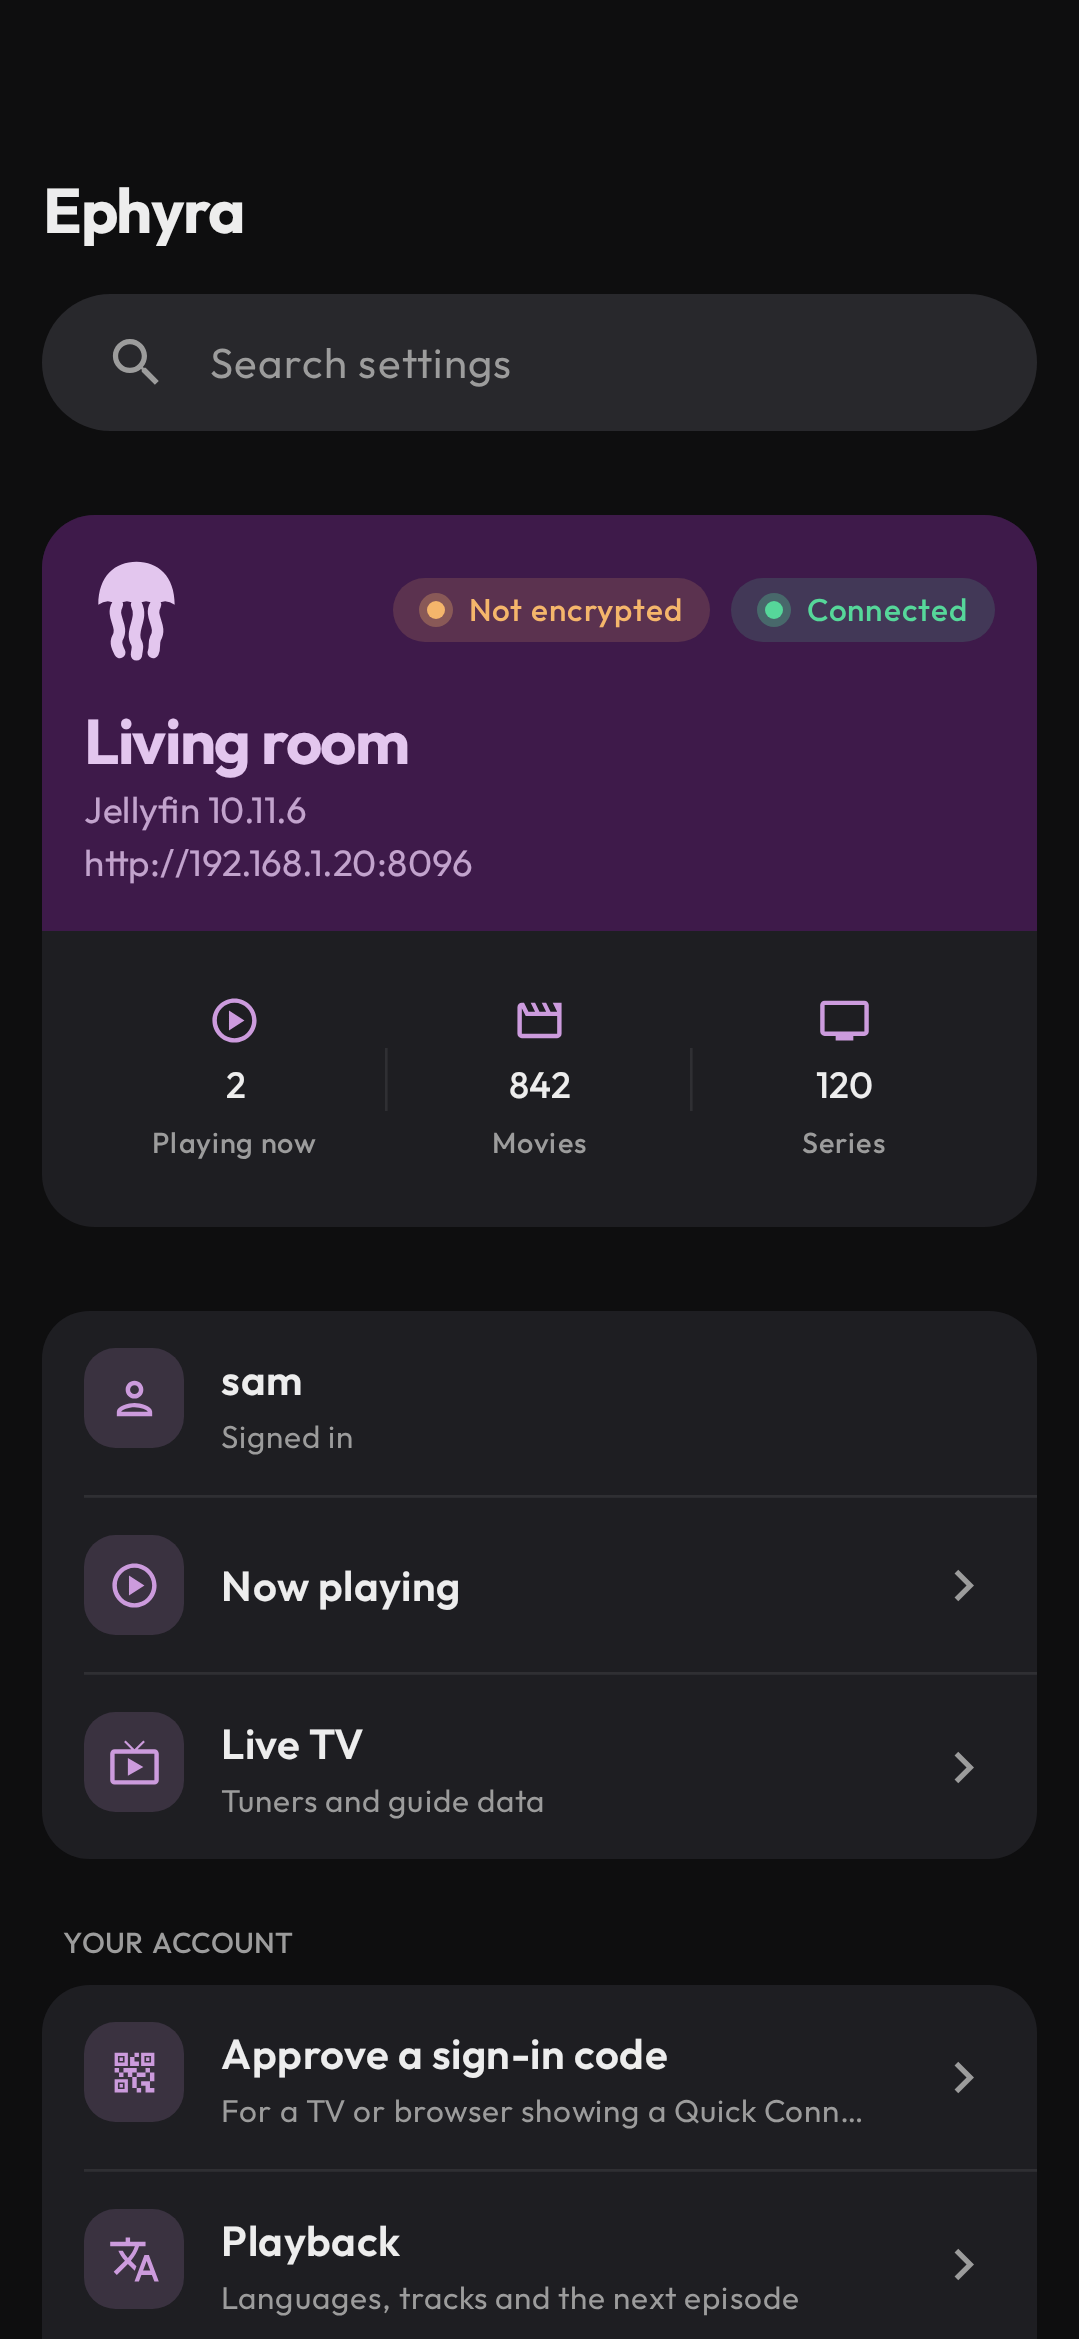 Ephyra
Search settings
Not encrypted
Connected
Living room
Jellyfin 10.11.6
http://192.168.1.20:8096
2
842
120
Playing now
Movies
Series
sam
Signed in
Now playing
Live TV
Tuners and guide data
YOUR ACCOUNT
Approve a sign-in code
For a TV or browser showing a Quick Conn...
Playback
Languages, tracks and the next episode